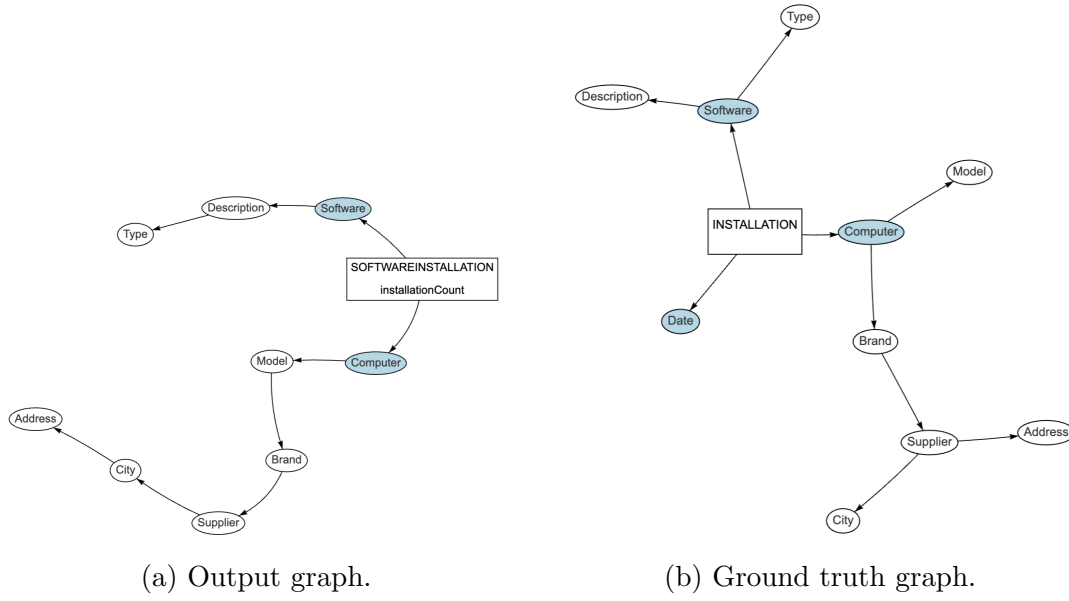 Description
Software
Type
SOFTWAREINSTALLATION
installationCount
Model
Computer
Address
Brand
City
Supplier
(a) Output graph.
Type
Description
Software
Model
INSTALLATION
Computer
Date
Brand
Supplier
Address
City
(b) Ground truth graph.